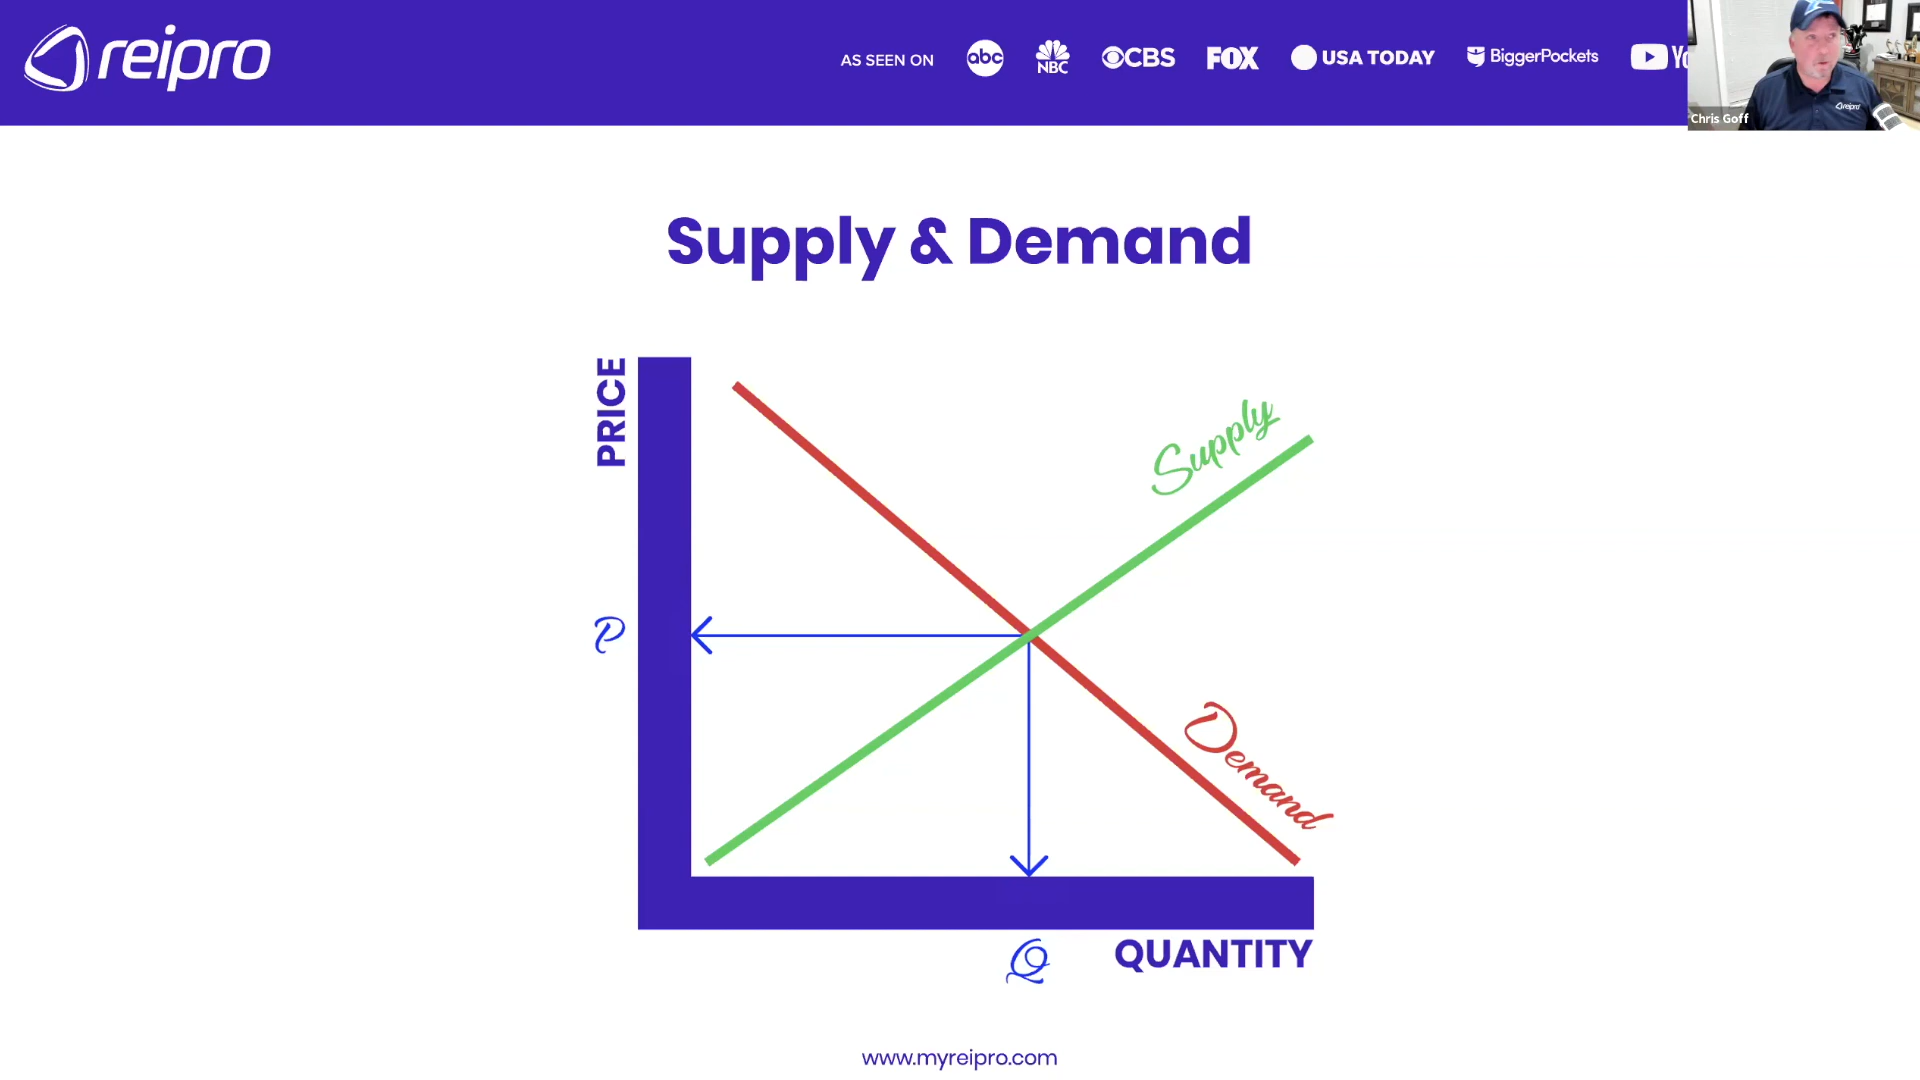 reipro
AS SEEN ON
abc
NBC
CBS
FOX
USA TODAY
BiggerPockets
reipro
Chris Goff
Supply & Demand
PRICE
Supply
P
Demand
Q
QUANTITY
www.myreipro.com